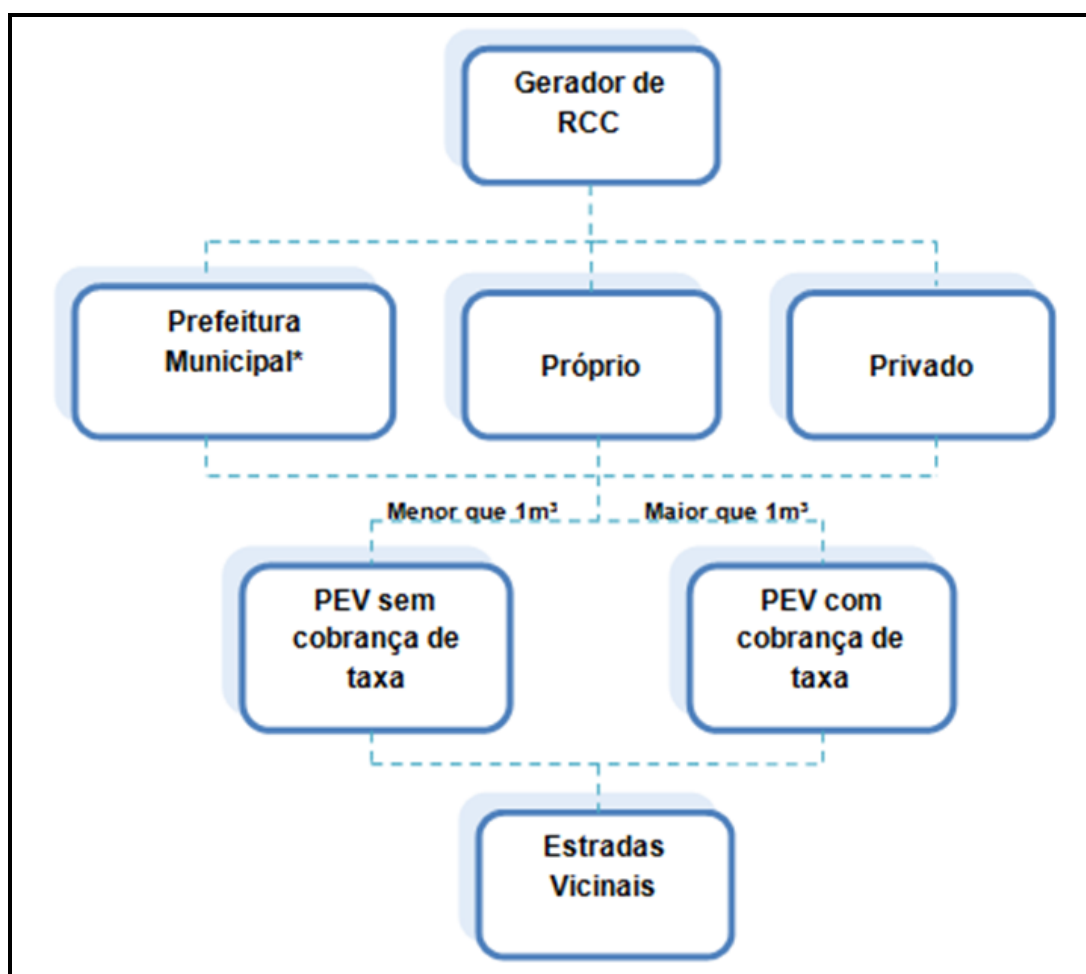 Gerador de
RCC
Prefeitura
Municipal*
Próprio
Privado
Menor que 1m³
Maior que 1m³
PEV sem
cobrança de
taxa
PEV com
cobrança de
taxa
Estradas
Vicinais